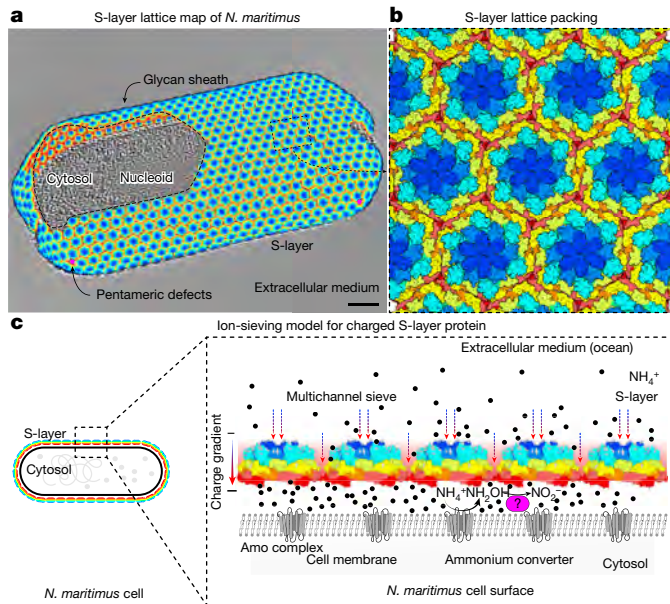 a
S-layer lattice map of N. maritimus
Glycan sheath
Cytosol
Nucleoid
S-layer
Pentameric defects
Extracellular medium
b
S-layer lattice packing
c
Ion-sieving model for charged S-layer protein
Extracellular medium (ocean)
NH₄⁺
Multichannel sieve
S-layer
S-layer
Cytosol
Charge gradient
–
–
NH₄⁺ NH₂OH NO₂⁻
?
Amo complex
Cell membrane
Ammonium converter
Cytosol
N. maritimus cell
N. maritimus cell surface